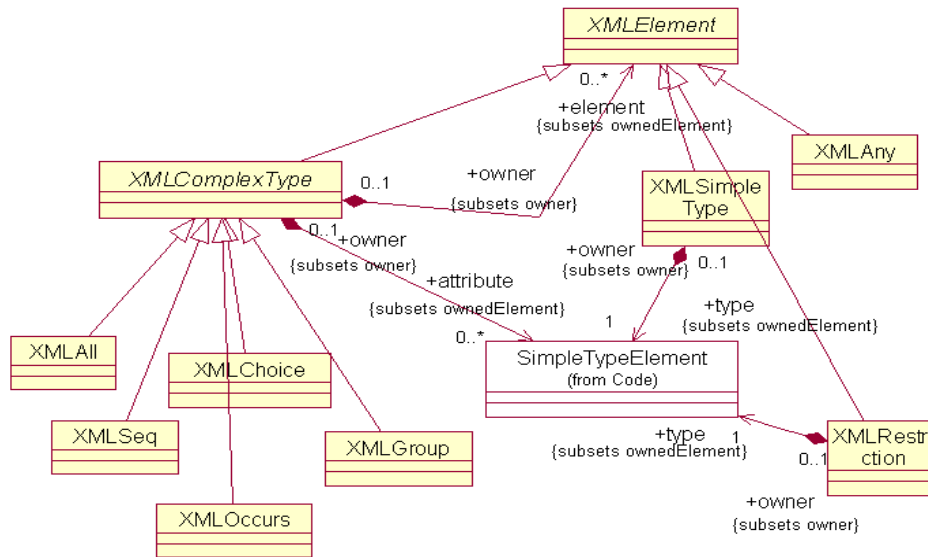 XMLElement
0..*
+element
{subsets ownedElement}
XMLAny
XMLComplexType
0..1
+owner
{subsets owner}
XMLSimple
Type
0..1
+owner
{subsets owner}
+owner
{subsets owner}
0..1
+attribute
{subsets ownedElement}
0..*
1
+type
{subsets ownedElement}
XMLAll
XMLChoice
SimpleTypeElement
(from Code)
XMLSeq
XMLGroup
+type
{subsets ownedElement}
1
XMLRestri
ction
0..1
+owner
{subsets owner}
XMLOccurs